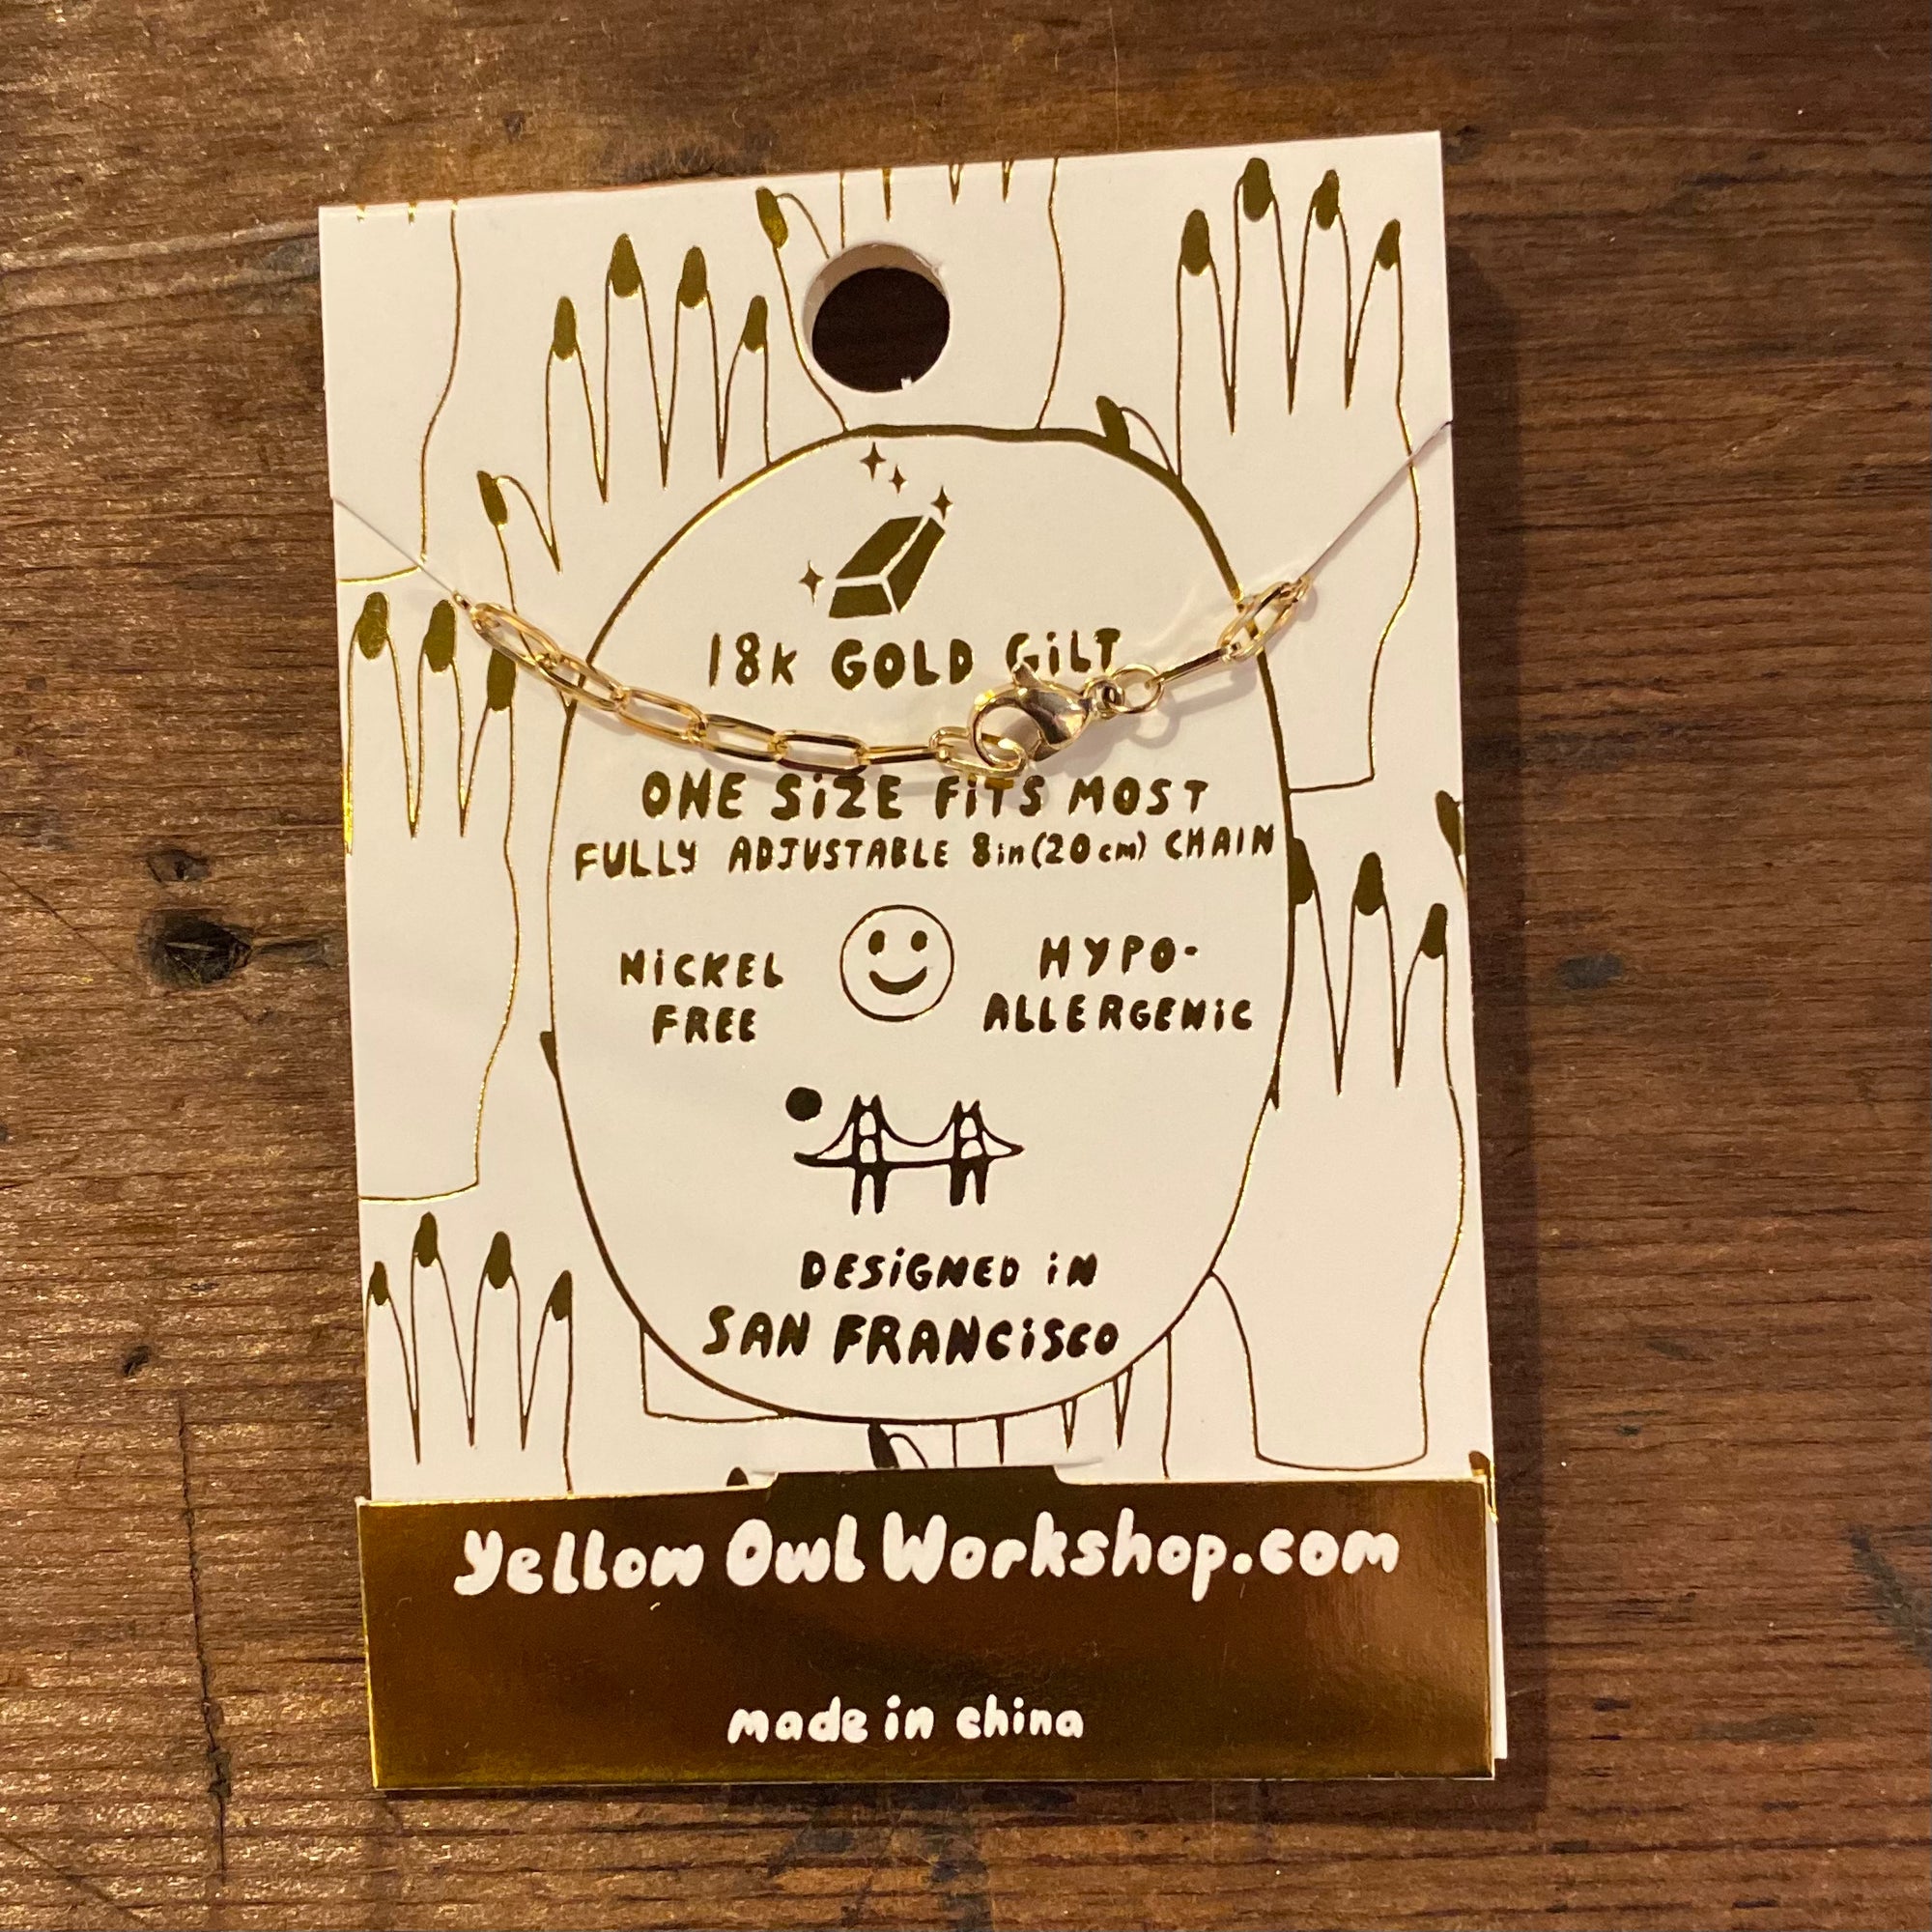 18K GOLD GiLT
ONE SiZE FiTS MOST
FULLY ADJUSTABLE 8in (20cm) CHAIN
NiCKEL
FREE
HYPO-
ALLERGENiC
DESiGNED iN
SAN FRANCiSCO
Yellow Owl Workshop.com
made in china